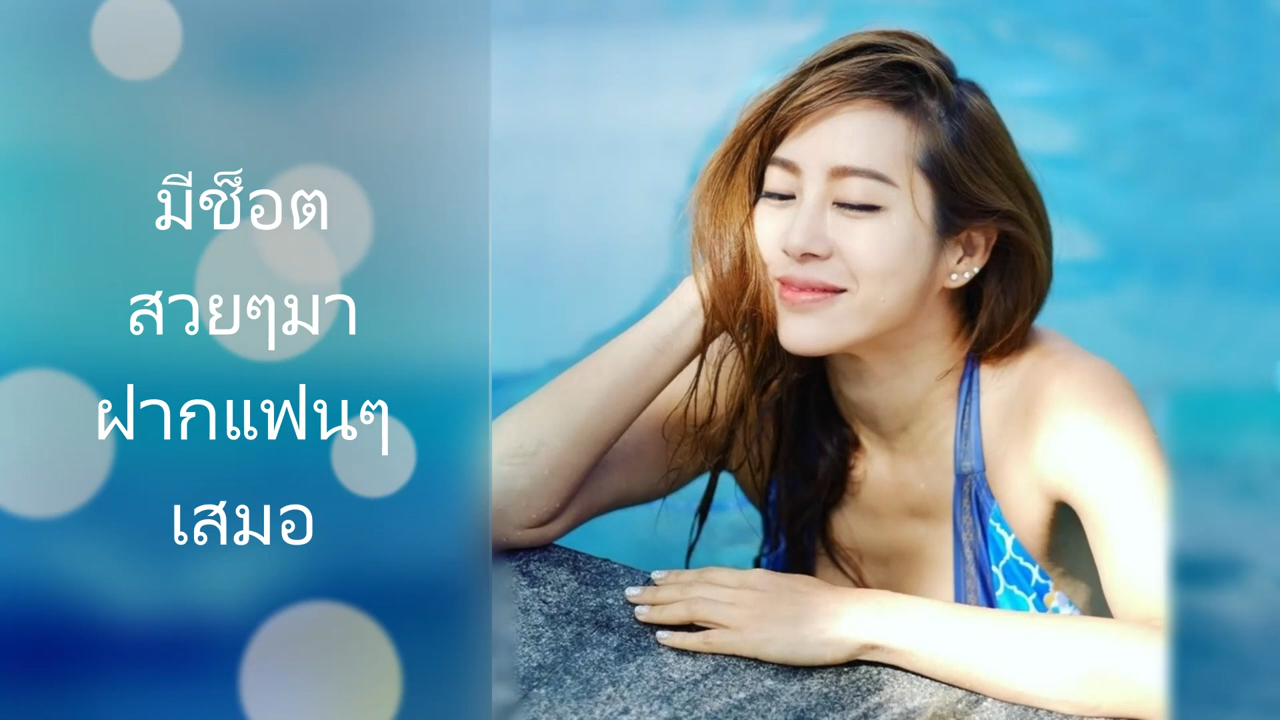 มีช็อต
สวยๆมา
ฝากแฟนๆ
เสมอ